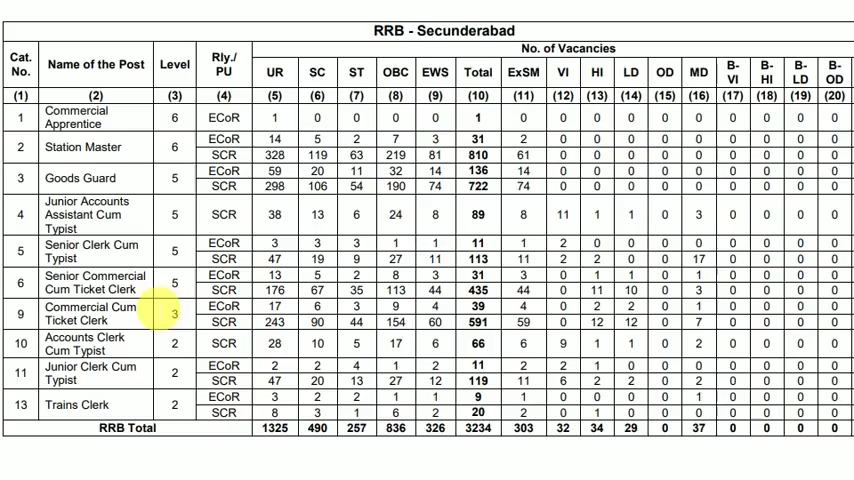 RRB - Secunderabad
Cat. No. Name of the Post Level Rly./ PU No. of Vacancies
UR SC ST OBC EWS Total ExSM VI HI LD OD MD B-VI B-HI B-LD B-OD
(1) (2) (3) (4) (5) (6) (7) (8) (9) (10) (11) (12) (13) (14) (15) (16) (17) (18) (19) (20)
1 Commercial Apprentice 6 ECoR 1 0 0 0 0 1 0 0 0 0 0 0 0 0 0 0
2 Station Master 6 ECoR 14 5 2 7 3 31 2 0 0 0 0 0 0 0 0 0
SCR 328 119 63 219 81 810 61 0 0 0 0 0 0 0 0 0
3 Goods Guard 5 ECoR 59 20 11 32 14 136 14 0 0 0 0 0 0 0 0 0
SCR 298 106 54 190 74 722 74 0 0 0 0 0 0 0 0 0
4 Junior Accounts Assistant Cum Typist 5 SCR 38 13 6 24 8 89 8 11 1 1 0 3 0 0 0 0
5 Senior Clerk Cum Typist 5 ECoR 3 3 3 1 1 11 1 2 0 0 0 0 0 0 0 0
SCR 47 19 9 27 11 113 11 2 2 0 0 17 0 0 0 0
6 Senior Commercial Cum Ticket Clerk 5 ECoR 13 5 2 8 3 31 3 0 1 1 0 1 0 0 0 0
SCR 176 67 35 113 44 435 44 0 11 10 0 3 0 0 0 0
9 Commercial Cum Ticket Clerk 3 ECoR 17 6 3 9 4 39 4 0 2 2 0 1 0 0 0 0
SCR 243 90 44 154 60 591 59 0 12 12 0 7 0 0 0 0
10 Accounts Clerk Cum Typist 2 SCR 28 10 5 17 6 66 6 9 1 1 0 2 0 0 0 0
11 Junior Clerk Cum Typist 2 ECoR 2 2 4 1 2 11 2 2 1 0 0 0 0 0 0 0
SCR 47 20 13 27 12 119 11 6 2 2 0 2 0 0 0 0
13 Trains Clerk 2 ECoR 3 2 2 1 1 9 1 0 0 0 0 1 0 0 0 0
SCR 8 3 1 6 2 20 2 0 1 0 0 0 0 0 0 0
RRB Total 1325 490 257 836 326 3234 303 32 34 29 0 37 0 0 0 0